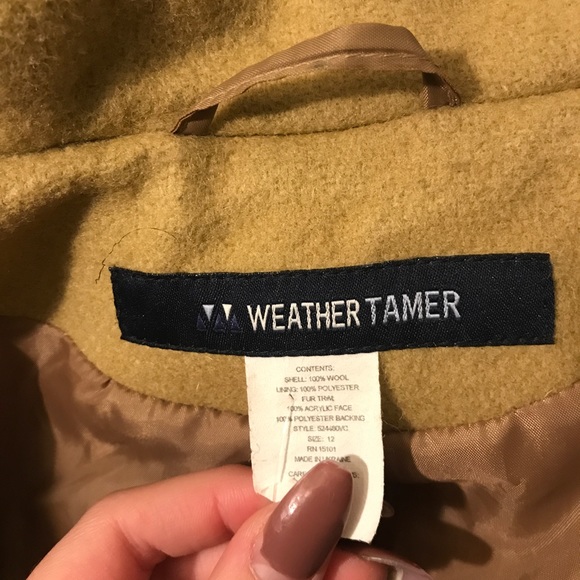 WEATHER TAMER
CONTENTS:
SHELL: 100% WOOL
LINING: 100% POLYESTER
FUR TRIM:
100% ACRYLIC FACE
100% POLYESTER BACKING
STYLE:
SIZE: 12
RN 15101
MADE IN UKRAINE